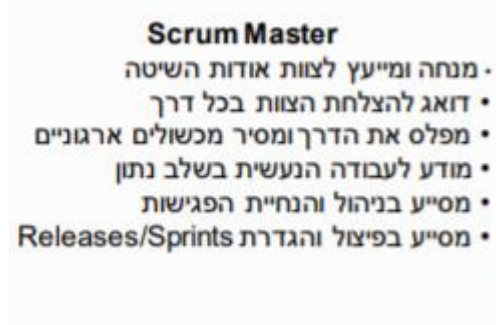 Scrum Master
• מנחה ומייעץ לצוות אודות השיטה
• דואג להצלחת הצוות בכל דרך
• מפלס את הדרך ומסיר מכשולים ארגוניים
• מודע לעבודה הנעשית בשלב נתון
• מסייע בניהול והנחיית הפגישות
• מסייע בפיצול והגדרת Releases/Sprints